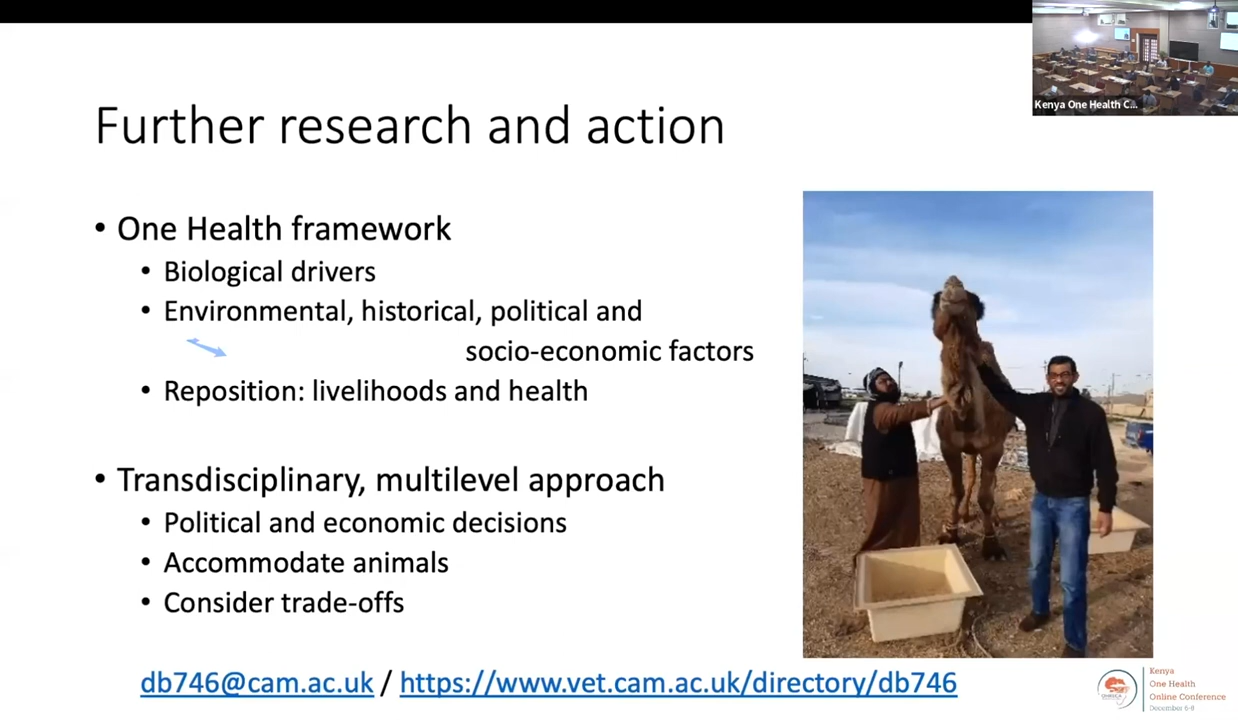 Kenya One Health C...
Further research and action
• One Health framework
• Biological drivers
• Environmental, historical, political and
socio-economic factors
• Reposition: livelihoods and health
• Transdisciplinary, multilevel approach
• Political and economic decisions
• Accommodate animals
• Consider trade-offs
db746@cam.ac.uk / https://www.vet.cam.ac.uk/directory/db746
Kenya
One Health
Online Conference
December 6-8